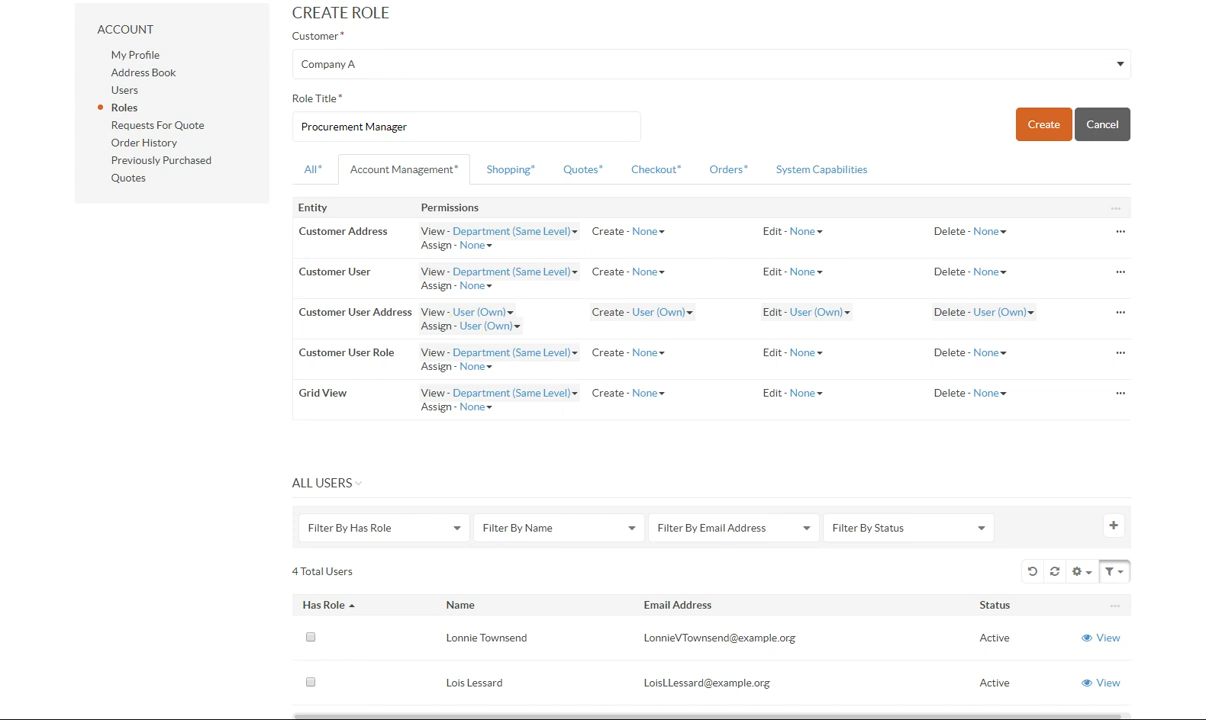 ACCOUNT
My Profile
Address Book
Users
Roles
Requests For Quote
Order History
Previously Purchased
Quotes
CREATE ROLE
Customer*
Company A
Role Title*
Procurement Manager
Create Cancel
All* Account Management* Shopping* Quotes* Checkout* Orders* System Capabilities
Entity Permissions
Customer Address View - Department (Same Level) Create - None Edit - None Delete - None
Assign - None
Customer User View - Department (Same Level) Create - None Edit - None Delete - None
Assign - None
Customer User Address View - User (Own) Create - User (Own) Edit - User (Own) Delete - User (Own)
Assign - User (Own)
Customer User Role View - Department (Same Level) Create - None Edit - None Delete - None
Assign - None
Grid View View - Department (Same Level) Create - None Edit - None Delete - None
Assign - None
ALL USERS
Filter By Has Role Filter By Name Filter By Email Address Filter By Status
4 Total Users
Has Role Name Email Address Status
Lonnie Townsend LonnieVTownsend@example.org Active View
Lois Lessard LoisLLessard@example.org Active View